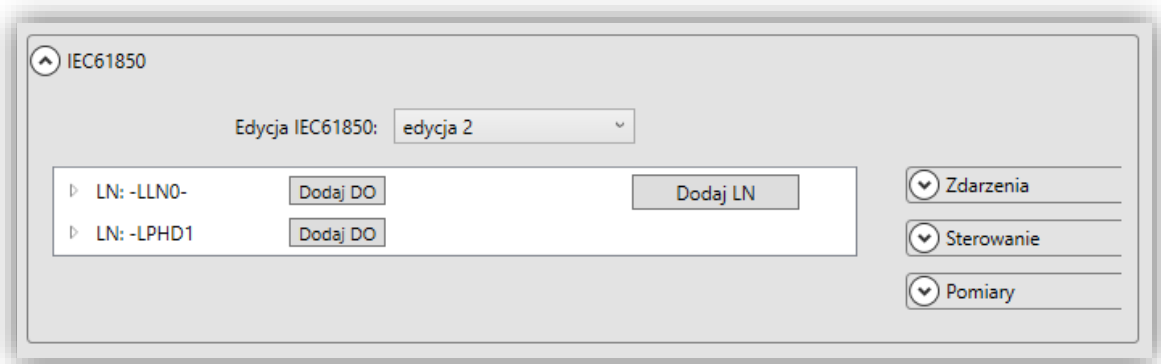 IEC61850
Edycja IEC61850: edycja 2
LN: -LLN0- Dodaj DO Dodaj LN
LN: -LPHD1 Dodaj DO
Zdarzenia
Sterowanie
Pomiary